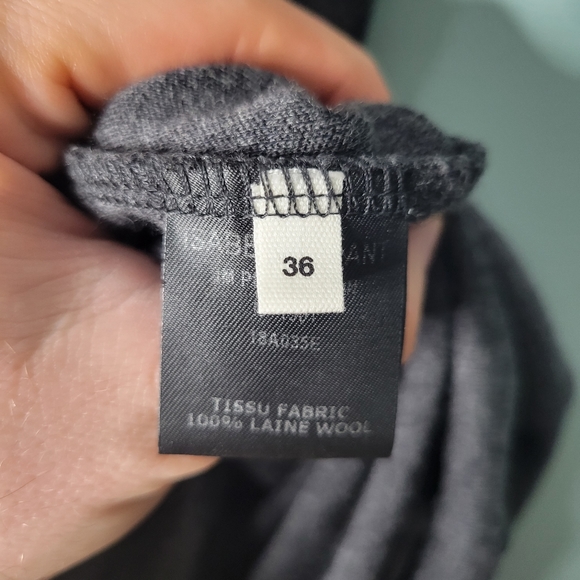 36
18A035E
TISSU FABRIC
100% LAINE WOOL